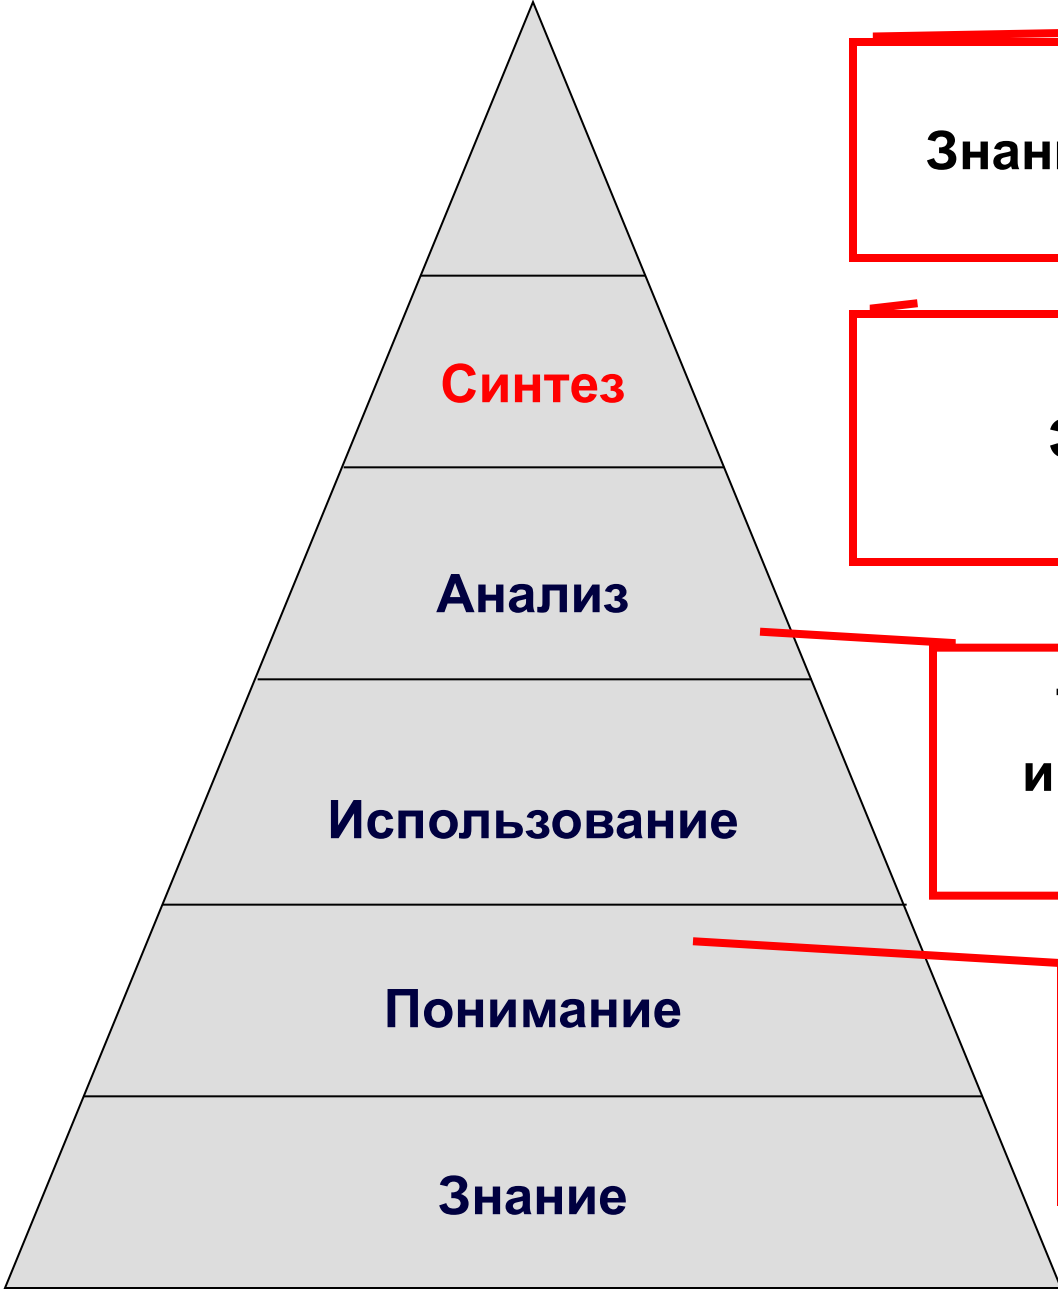 Синтез
Анализ
Использование
Понимание
Знание
и